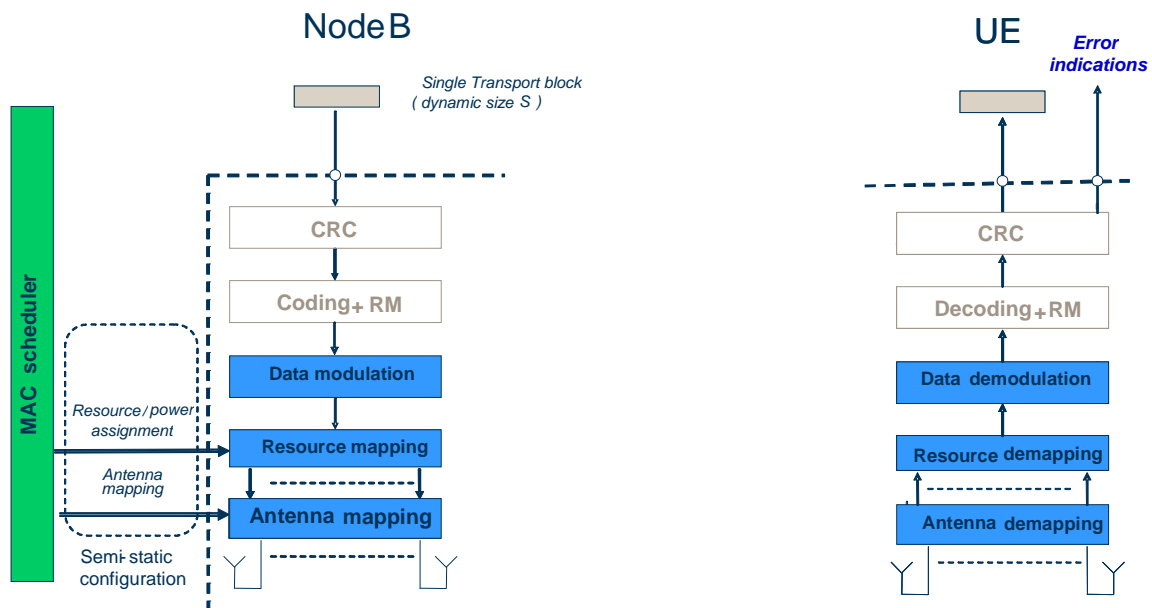 Node B
UE
Error
indications
Single Transport block
( dynamic size S )
MAC scheduler
CRC
Coding+ RM
Data modulation
Resource mapping
Antenna mapping
Resource / power
assignment
Antenna
mapping
Semi-static
configuration
CRC
Decoding+RM
Data demodulation
Resource demapping
Antenna demapping